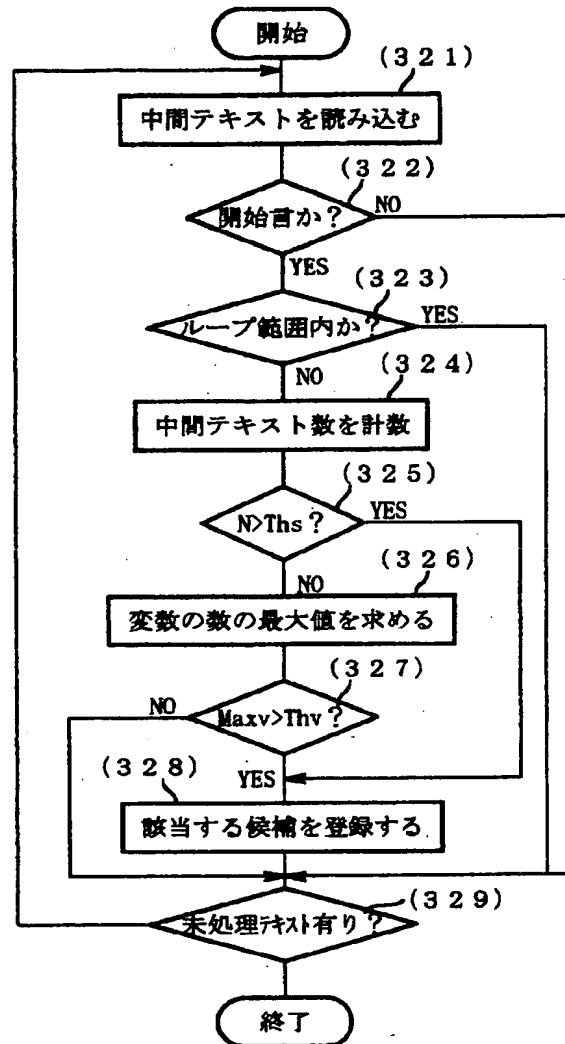 開始
(321)
中間テキストを読み込む
(322)
開始言か?
NO
YES
(323)
ループ範囲内か?
YES
NO
(324)
中間テキスト数を計数
(325)
N>Ths?
YES
NO
(326)
変数の数の最大値を求める
(327)
NO
Maxv>Thv?
(328)
YES
該当する候補を登録する
(329)
未処理テキスト有り?
終了